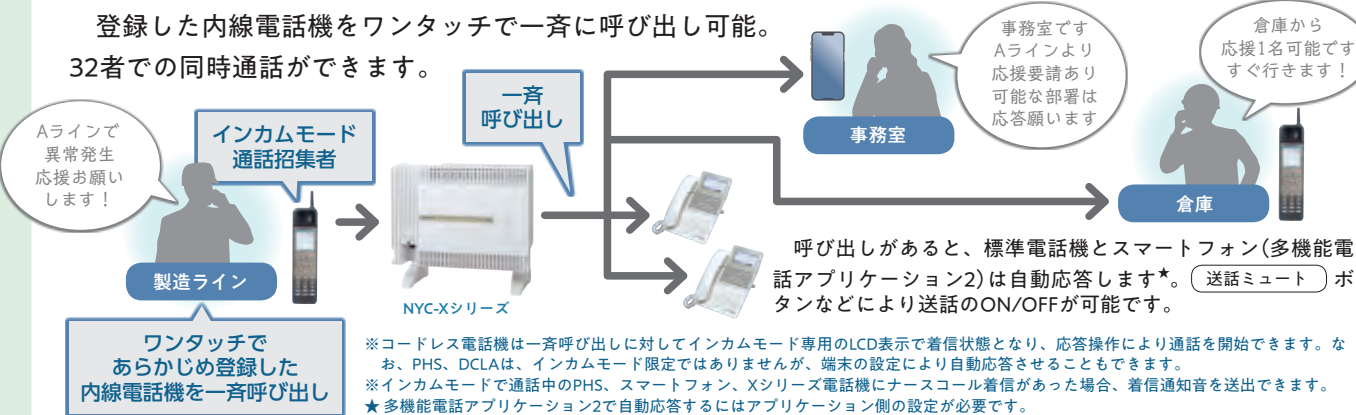 登録した内線電話機をワンタッチで一斉に呼び出し可能。
32者での同時通話ができます。
Aラインで
異常発生
応援お願い
します！
インカムモード
通話招集者
一斉
呼び出し
事務室です
Aラインより
応援要請あり
可能な部署は
応答願います
倉庫から
応援1名可能です
すぐ行きます！
事務室
倉庫
製造ライン
NYC-Xシリーズ
ワンタッチで
あらかじめ登録した
内線電話機を一斉呼び出し
呼び出しがあると、標準電話機とスマートフォン(多機能電
話アプリケーション2)は自動応答します★。 送話ミュート ボ
タンなどにより送話のON/OFFが可能です。
※コードレス電話機は一斉呼び出しに対してインカムモード専用のLCD表示で着信状態となり、応答操作により通話を開始できます。な
お、PHS、DCLAは、インカムモード限定ではありませんが、端末の設定により自動応答させることもできます。
※インカムモードで通話中のPHS、スマートフォン、Xシリーズ電話機にナースコール着信があった場合、着信通知音を送出できます。
★多機能電話アプリケーション2で自動応答するにはアプリケーション側の設定が必要です。